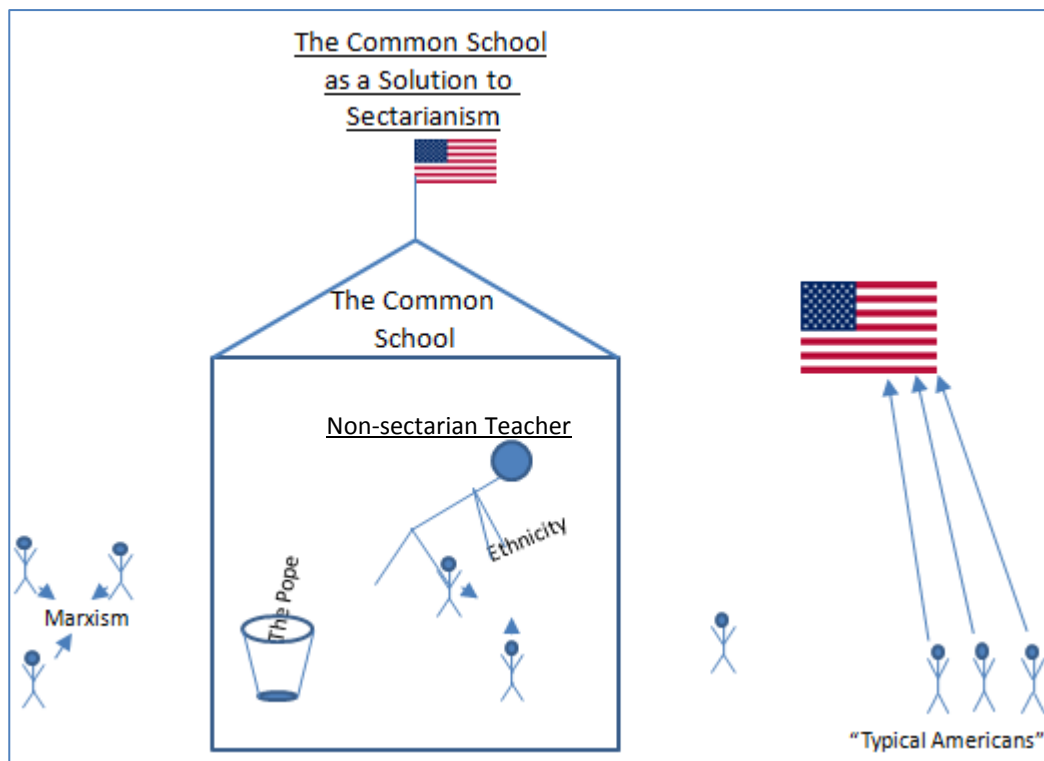 The Common School
as a Solution to
Sectarianism
The Common
School
Non-sectarian Teacher
Ethnicity
The Pope
Marxism
“Typical Americans”